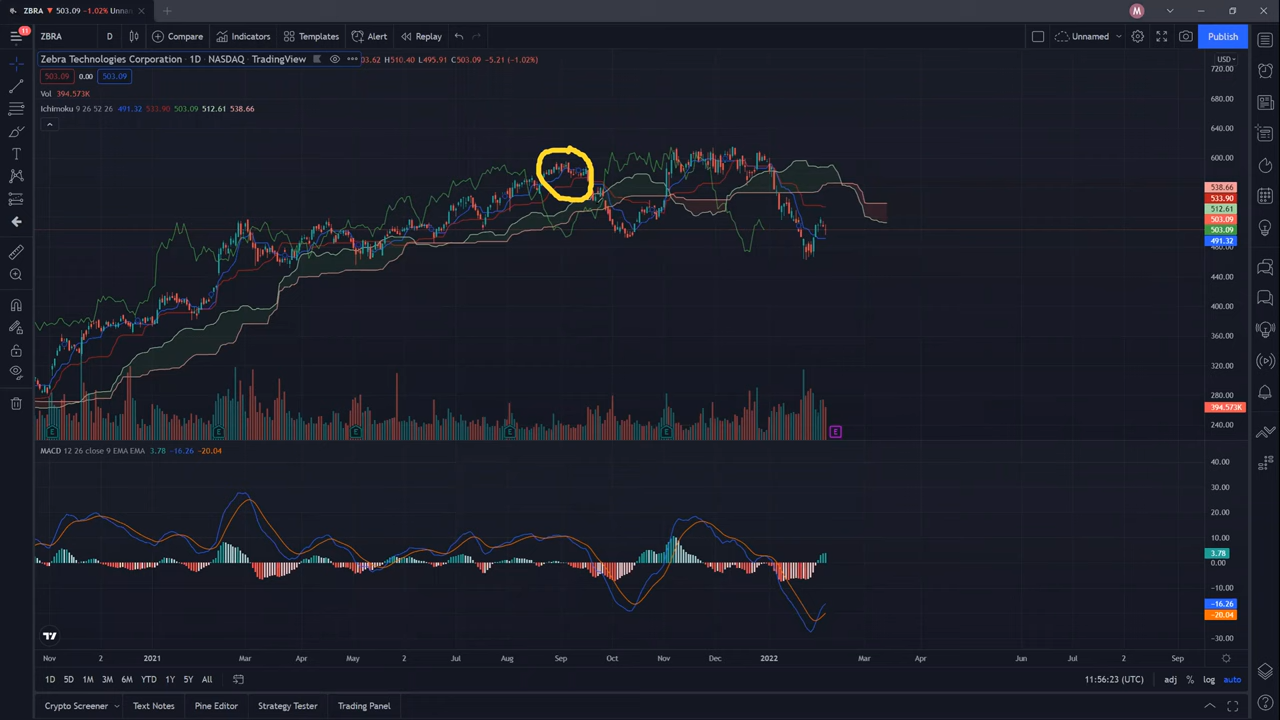 ZBRA ▼ 503.09 −1.02% Unnan...
M
11
ZBRA D Compare Indicators Templates Alert Replay Unnamed Publish
Zebra Technologies Corporation · 1D · NASDAQ · TradingView 503.62 H510.40 L495.91 C503.09 −5.21 (−1.02%)
USD
503.09 0.00 503.09
Vol 394.573K
Ichimoku 9 26 52 26 491.32 533.90 503.09 512.61 538.66
720.00
680.00
640.00
600.00
538.66
533.90
512.61
503.09
503.09
491.32
480.00
440.00
400.00
360.00
320.00
280.00
394.573K
240.00
E E E E E E
MACD 12 26 close 9 EMA EMA 3.78 −16.26 −20.04
40.00
30.00
20.00
10.00
3.78
0.00
−10.00
−16.26
−20.04
−30.00
Nov 2 2021 Mar Apr May 2 Jul Aug Sep Oct Nov Dec 2022 Mar Apr Jun Jul 2 Sep
1D 5D 1M 3M 6M YTD 1Y 5Y All 11:56:23 (UTC) adj % log auto
Crypto Screener Text Notes Pine Editor Strategy Tester Trading Panel